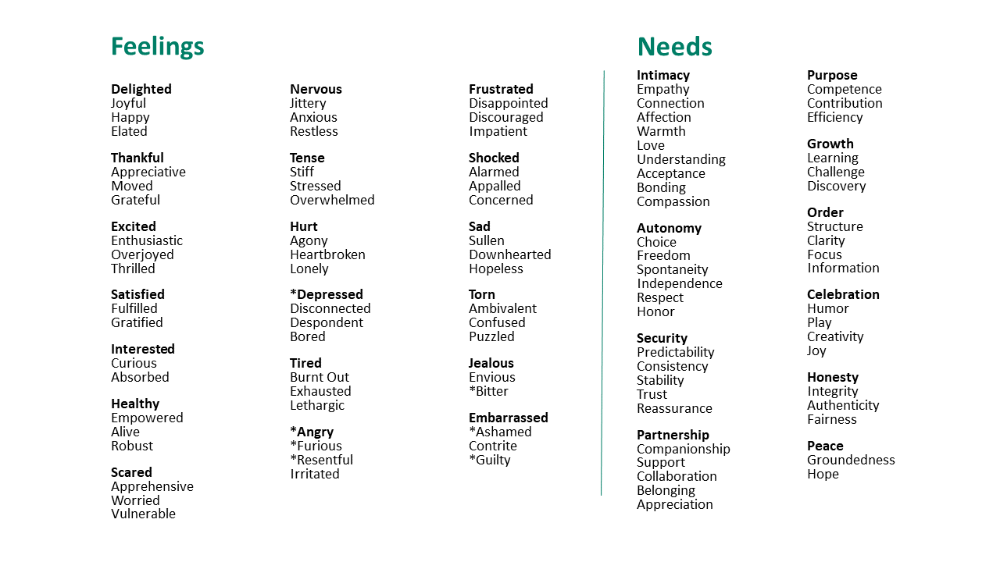 Feelings
Delighted
Joyful
Happy
Elated
Thankful
Appreciative
Moved
Grateful
Excited
Enthusiastic
Overjoyed
Thrilled
Satisfied
Fulfilled
Gratified
Interested
Curious
Absorbed
Healthy
Empowered
Alive
Robust
Scared
Apprehensive
Worried
Vulnerable
Nervous
Jittery
Anxious
Restless
Tense
Stiff
Stressed
Overwhelmed
Hurt
Agony
Heartbroken
Lonely
*Depressed
Disconnected
Despondent
Bored
Tired
Burnt Out
Exhausted
Lethargic
*Angry
*Furious
*Resentful
Irritated
Frustrated
Disappointed
Discouraged
Impatient
Shocked
Alarmed
Appalled
Concerned
Sad
Sullen
Downhearted
Hopeless
Torn
Ambivalent
Confused
Puzzled
Jealous
Envious
*Bitter
Embarrassed
*Ashamed
Contrite
*Guilty
Needs
Intimacy
Empathy
Connection
Affection
Warmth
Love
Understanding
Acceptance
Bonding
Compassion
Autonomy
Choice
Freedom
Spontaneity
Independence
Respect
Honor
Security
Predictability
Consistency
Stability
Trust
Reassurance
Partnership
Companionship
Support
Collaboration
Belonging
Appreciation
Purpose
Competence
Contribution
Efficiency
Growth
Learning
Challenge
Discovery
Order
Structure
Clarity
Focus
Information
Celebration
Humor
Play
Creativity
Joy
Honesty
Integrity
Authenticity
Fairness
Peace
Groundedness
Hope